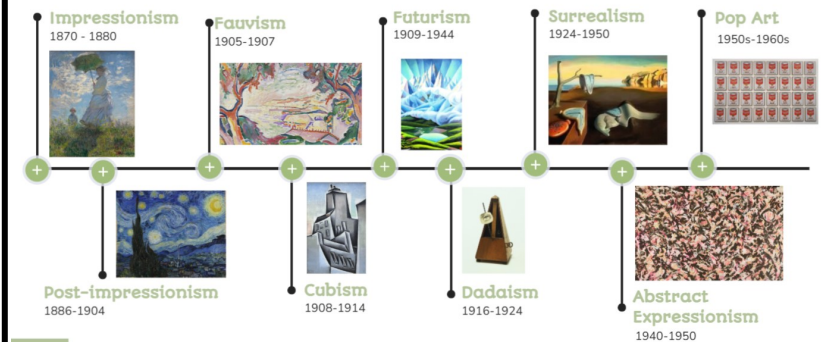 Impressionism
1870 - 1880
Fauvism
1905-1907
Futurism
1909-1944
Surrealism
1924-1950
Pop Art
1950s-1960s
Post-impressionism
1886-1904
Cubism
1908-1914
Dadaism
1916-1924
Abstract
Expressionism
1940-1950